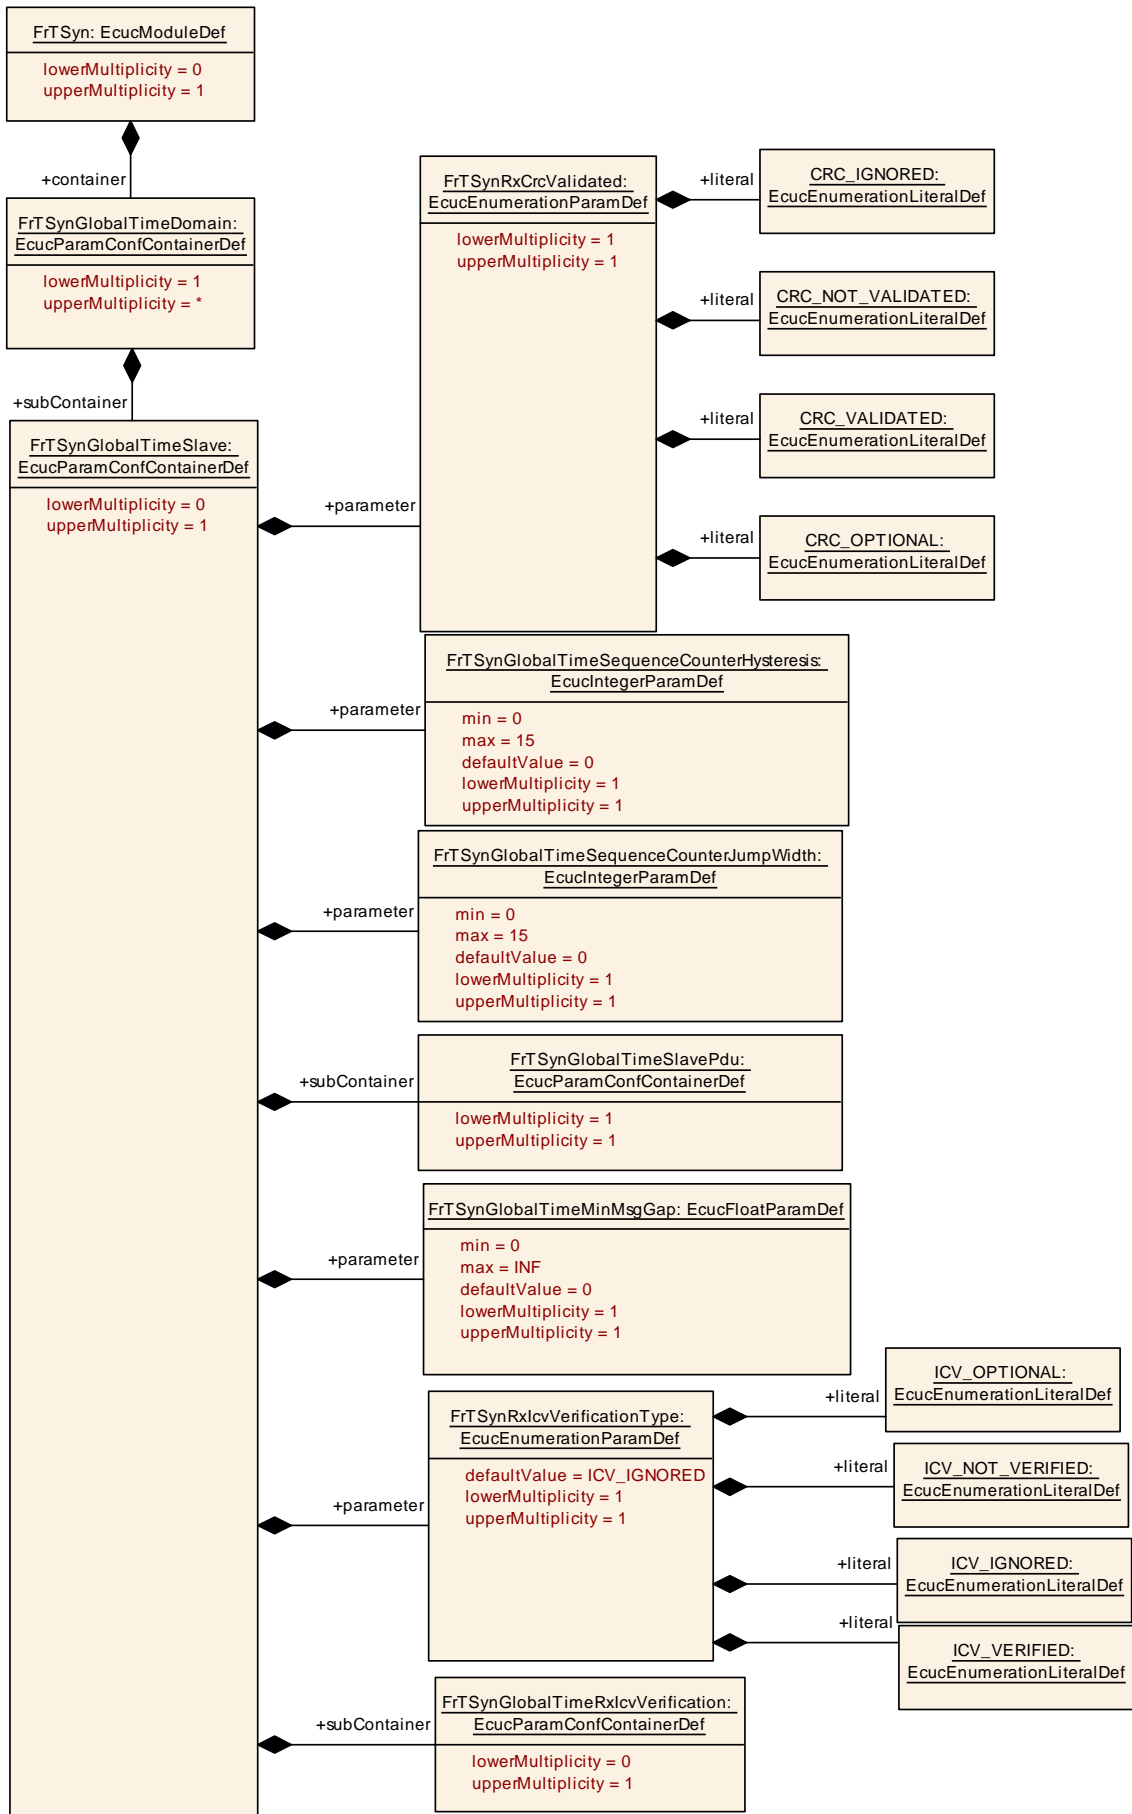 FrTSyn: EcucModuleDef
lowerMultiplicity = 0
upperMultiplicity = 1
+container
FrTSynGlobalTimeDomain:
EcucParamConfContainerDef
lowerMultiplicity = 1
upperMultiplicity = *
+subContainer
FrTSynGlobalTimeSlave:
EcucParamConfContainerDef
lowerMultiplicity = 0
upperMultiplicity = 1
+parameter
FrTSynRxCrcValidated:
EcucEnumerationParamDef
lowerMultiplicity = 1
upperMultiplicity = 1
+literal
CRC_IGNORED:
EcucEnumerationLiteralDef
+literal
CRC_NOT_VALIDATED:
EcucEnumerationLiteralDef
+literal
CRC_VALIDATED:
EcucEnumerationLiteralDef
+literal
CRC_OPTIONAL:
EcucEnumerationLiteralDef
+parameter
FrTSynGlobalTimeSequenceCounterHysteresis:
EcucIntegerParamDef
min = 0
max = 15
defaultValue = 0
lowerMultiplicity = 1
upperMultiplicity = 1
+parameter
FrTSynGlobalTimeSequenceCounterJumpWidth:
EcucIntegerParamDef
min = 0
max = 15
defaultValue = 0
lowerMultiplicity = 1
upperMultiplicity = 1
+subContainer
FrTSynGlobalTimeSlavePdu:
EcucParamConfContainerDef
lowerMultiplicity = 1
upperMultiplicity = 1
+parameter
FrTSynGlobalTimeMinMsgGap: EcucFloatParamDef
min = 0
max = INF
defaultValue = 0
lowerMultiplicity = 1
upperMultiplicity = 1
+parameter
FrTSynRxIcvVerificationType:
EcucEnumerationParamDef
defaultValue = ICV_IGNORED
lowerMultiplicity = 1
upperMultiplicity = 1
+literal
ICV_OPTIONAL:
EcucEnumerationLiteralDef
+literal
ICV_NOT_VERIFIED:
EcucEnumerationLiteralDef
+literal
ICV_IGNORED:
EcucEnumerationLiteralDef
+literal
ICV_VERIFIED:
EcucEnumerationLiteralDef
+subContainer
FrTSynGlobalTimeRxIcvVerification:
EcucParamConfContainerDef
lowerMultiplicity = 0
upperMultiplicity = 1